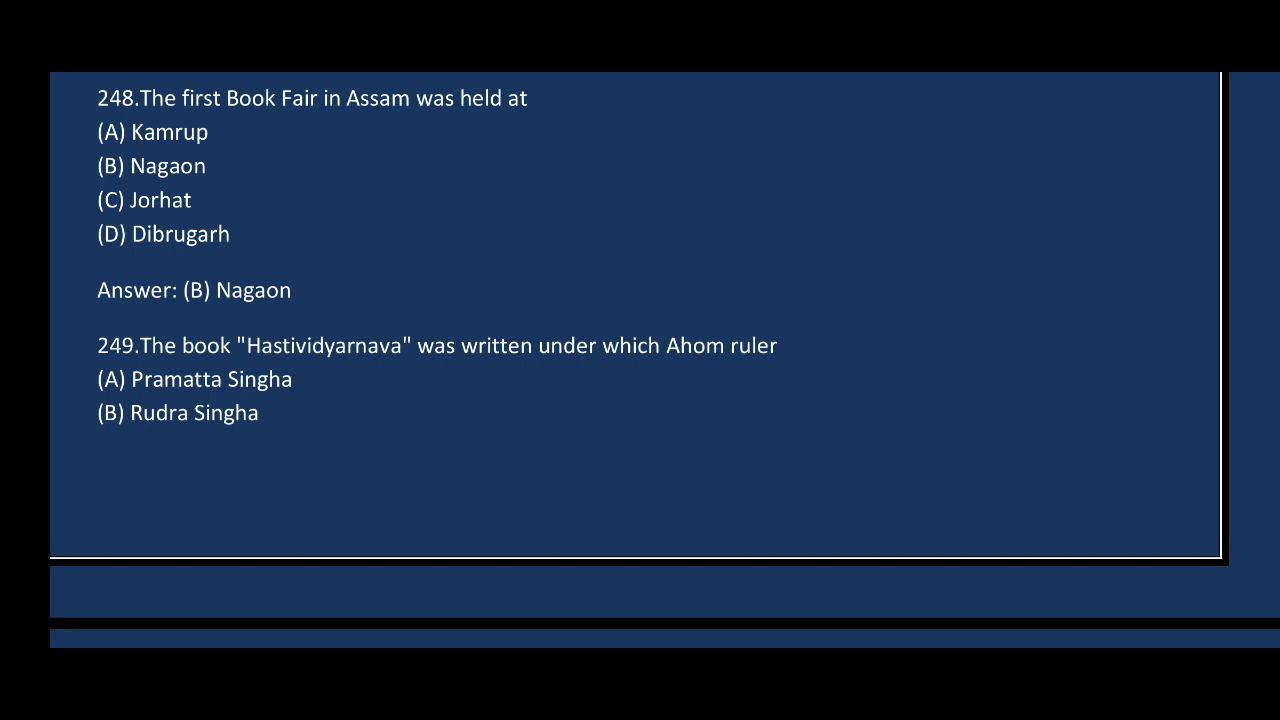 248.The first Book Fair in Assam was held at
(A) Kamrup
(B) Nagaon
(C) Jorhat
(D) Dibrugarh
Answer: (B) Nagaon
249.The book "Hastividyarnava" was written under which Ahom ruler
(A) Pramatta Singha
(B) Rudra Singha